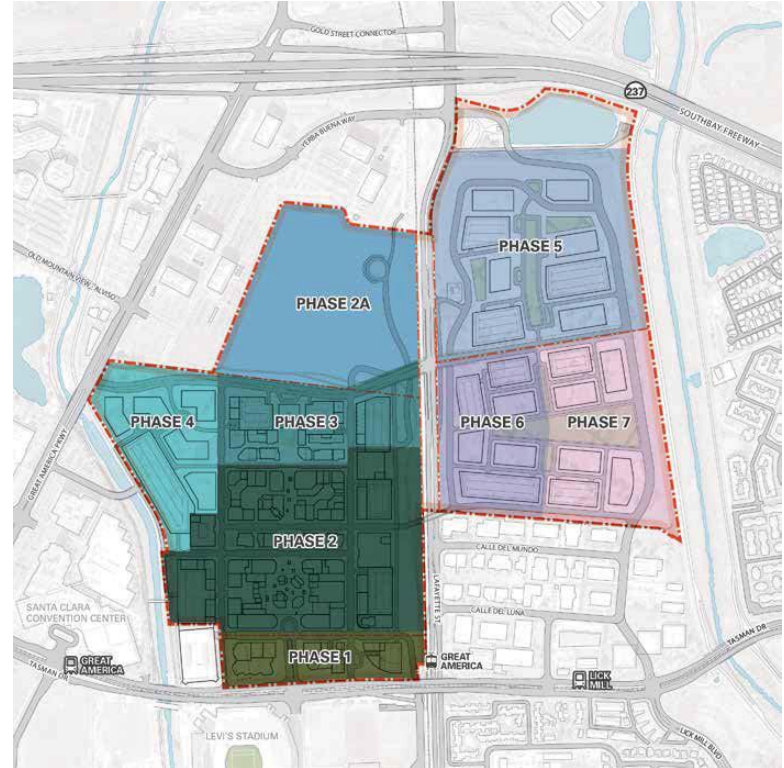 GOLD STREET CONNECTOR
237
SOUTHBAY FREEWAY
YERBA BUENA WAY
PHASE 5
OLD MOUNTAIN VIEW / ALVISO
PHASE 2A
PHASE 4
PHASE 3
PHASE 6
PHASE 7
GREAT AMERICA PKWY
PHASE 2
CALLE DEL MUNDO
LAFAYETTE ST.
SANTA CLARA
CONVENTION CENTER
CALLE DEL LUNA
TASMAN DR
PHASE 1
GREAT
AMERICA
GREAT
AMERICA
TASMAN DR
LICK
MILL
LEVI'S STADIUM
LICK MILL BLVD